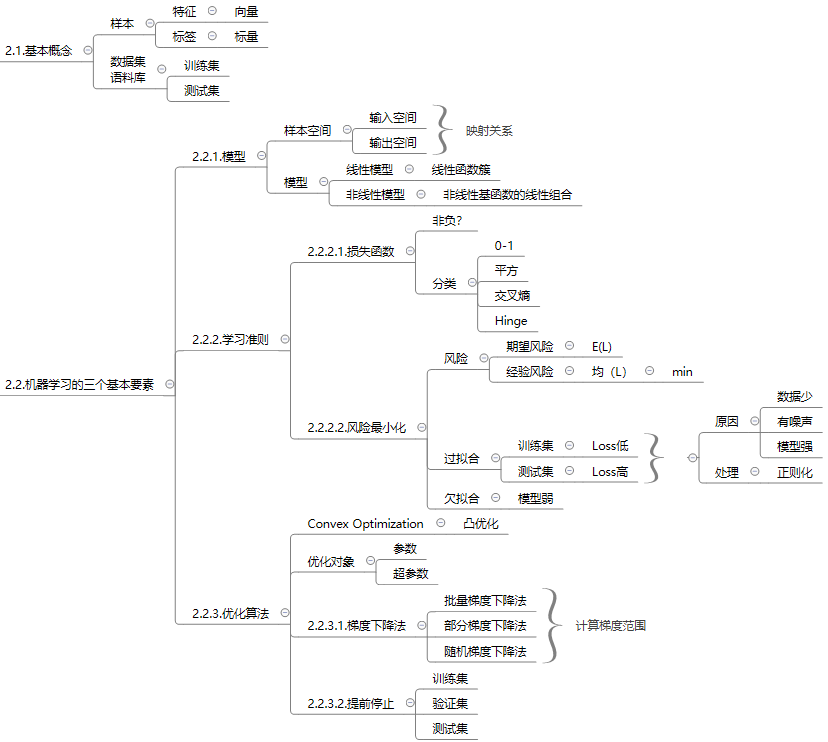 2.1.基本概念
样本
特征
向量
标签
标量
数据集
语料库
训练集
测试集
2.2.机器学习的三个基本要素
2.2.1.模型
样本空间
输入空间
输出空间
映射关系
模型
线性模型
线性函数簇
非线性模型
非线性基函数的线性组合
2.2.2.学习准则
2.2.2.1.损失函数
非负?
分类
0-1
平方
交叉熵
Hinge
2.2.2.2.风险最小化
风险
期望风险
E(L)
经验风险
均（L）
min
过拟合
训练集
Loss低
测试集
Loss高
原因
数据少
有噪声
模型强
处理
正则化
欠拟合
模型弱
2.2.3.优化算法
Convex Optimization
凸优化
优化对象
参数
超参数
2.2.3.1.梯度下降法
批量梯度下降法
部分梯度下降法
随机梯度下降法
计算梯度范围
2.2.3.2.提前停止
训练集
验证集
测试集